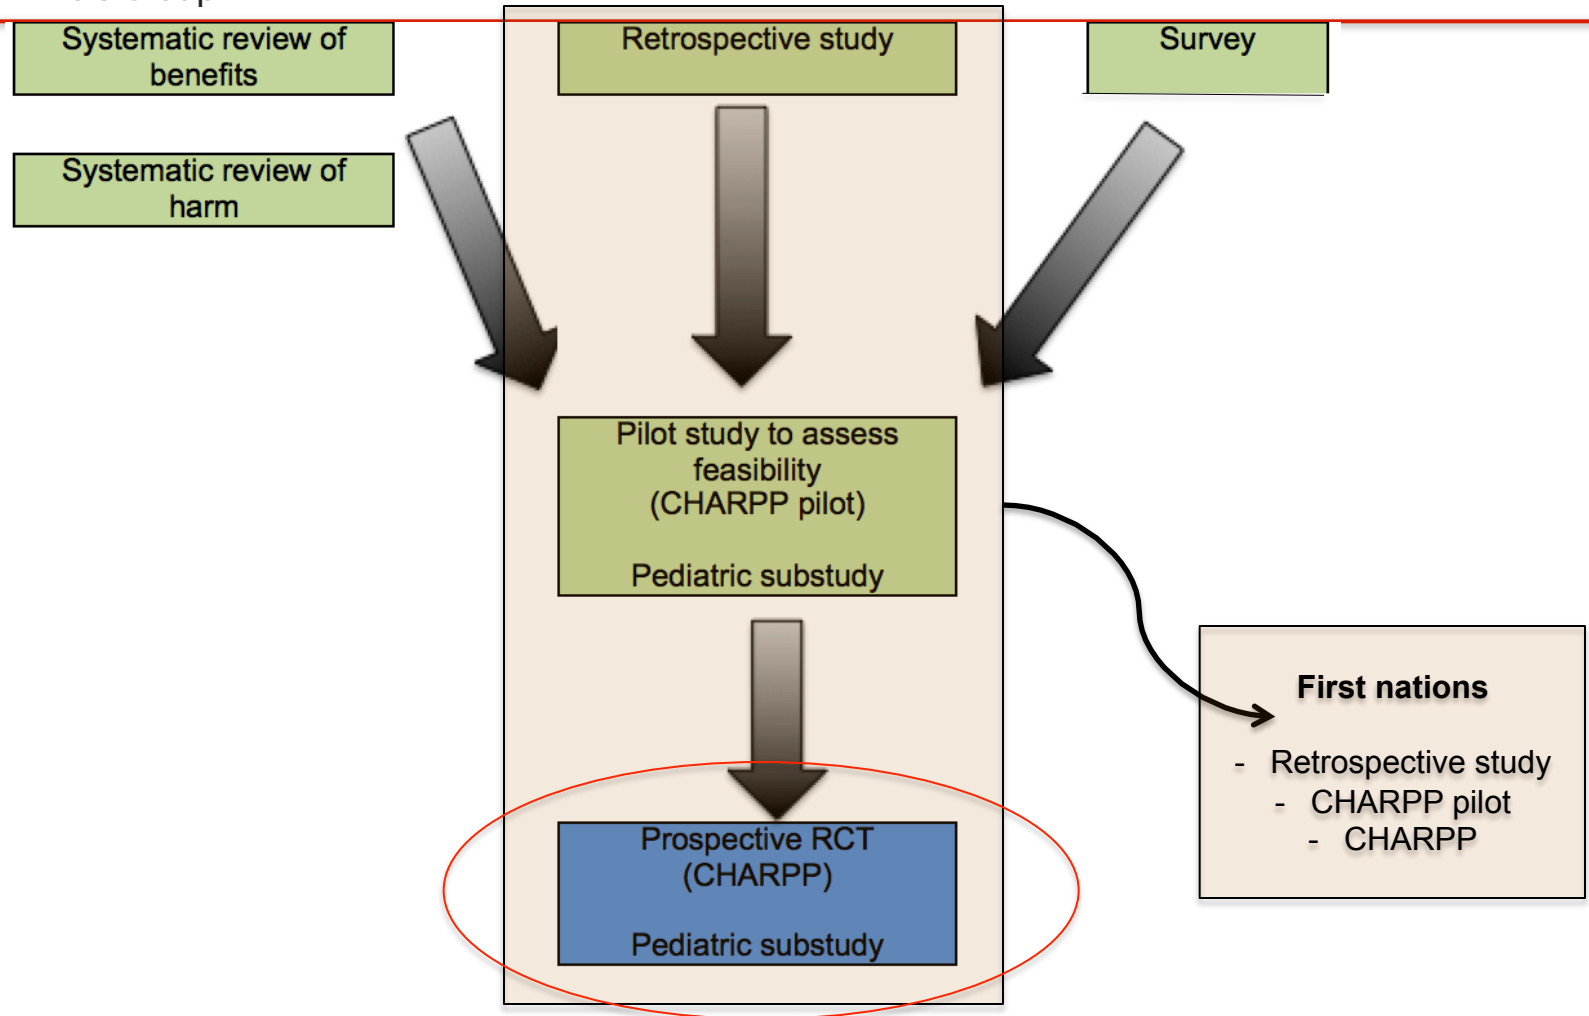 Systematic review of
benefits
Retrospective study
Survey
Systematic review of
harm
Pilot study to assess
feasibility
(CHARPP pilot)
Pediatric substudy
First nations
- Retrospective study
- CHARPP pilot
- CHARPP
Prospective RCT
(CHARPP)
Pediatric substudy